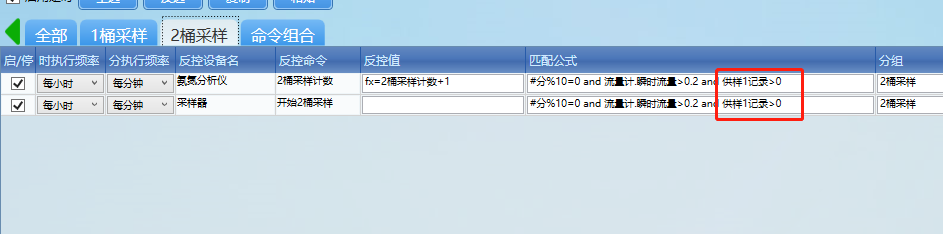 全部 1桶采样 2桶采样 命令组合
启/停 时执行频率 分执行频率 反控设备名 反控命令 反控值 匹配公式 分组
每小时 每分钟 氨氮分析仪 2桶采样计数 fx=2桶采样计数+1 #分%10=0 and 流量计.瞬时流量>0.2 and 供样1记录>0 2桶采样
每小时 每分钟 采样器 开始2桶采样 #分%10=0 and 流量计.瞬时流量>0.2 and 供样1记录>0 2桶采样